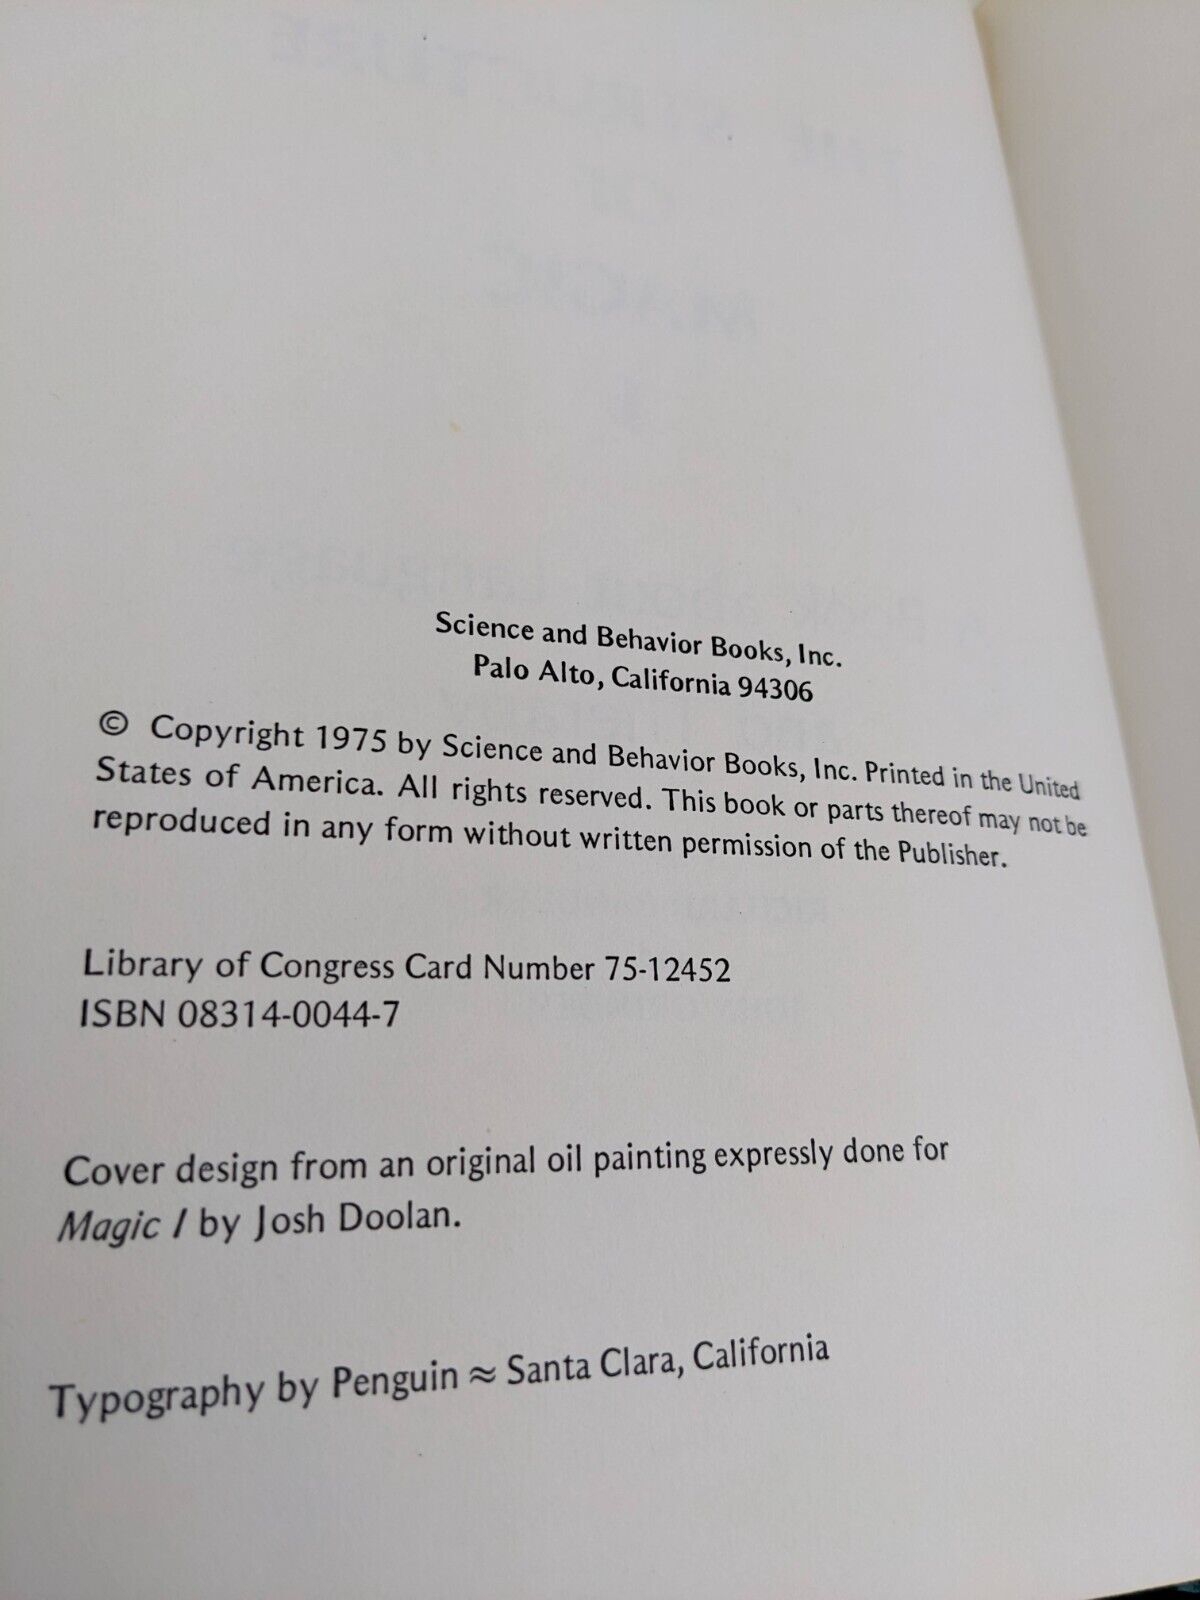 Science and Behavior Books, Inc.
Palo Alto, California 94306
© Copyright 1975 by Science and Behavior Books, Inc. Printed in the United
States of America. All rights reserved. This book or parts thereof may not be
reproduced in any form without written permission of the Publisher.
Library of Congress Card Number 75-12452
ISBN 08314-0044-7
Cover design from an original oil painting expressly done for
Magic I by Josh Doolan.
Typography by Penguin ≈ Santa Clara, California